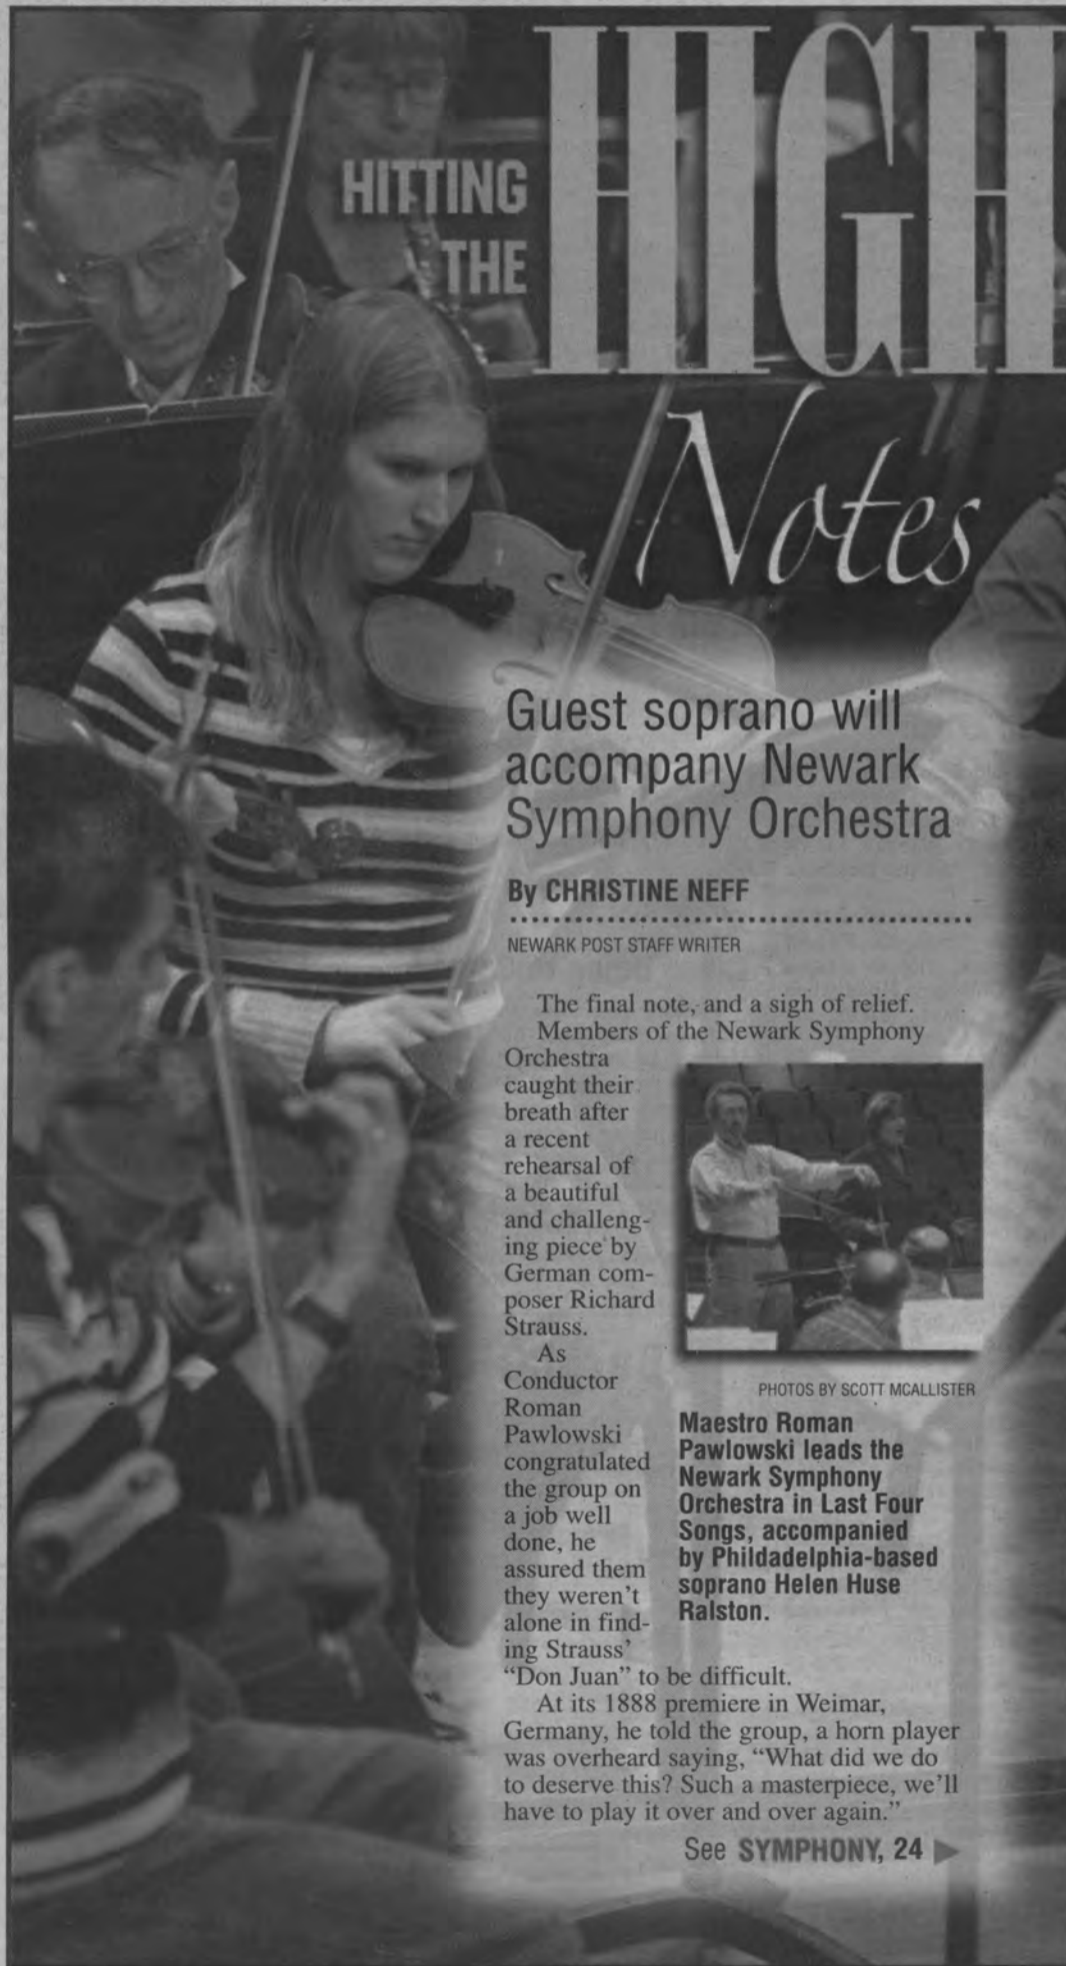 HITTING
THE
HIGH
Notes
Guest soprano will
accompany Newark
Symphony Orchestra
By CHRISTINE NEFF
NEWARK POST STAFF WRITER
The final note, and a sigh of relief.
Members of the Newark Symphony
Orchestra
caught their
breath after
a recent
rehearsal of
a beautiful
and challeng-
ing piece by
German com-
poser Richard
Strauss.
As
Conductor
Roman
Pawlowski
congratulated
the group on
a job well
done, he
assured them
they weren't
alone in find-
ing Strauss'
"Don Juan" to be difficult.
At its 1888 premiere in Weimar,
Germany, he told the group, a horn player
was overheard saying, "What did we do
to deserve this? Such a masterpiece, we'll
have to play it over and over again."
See SYMPHONY, 24 ▶
PHOTOS BY SCOTT MCALLISTER
Maestro Roman
Pawlowski leads the
Newark Symphony
Orchestra in Last Four
Songs, accompanied
by Phildadelphia-based
soprano Helen Huse
Ralston.